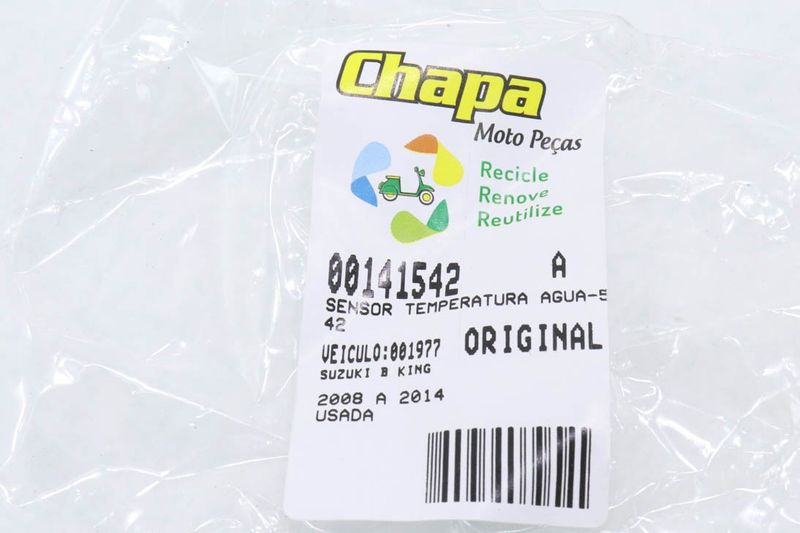 Chapa
Moto Peças
Recicle
Renove
Reutilize
00141542 A
SENSOR TEMPERATURA AGUA-5
42
VEICULO:001977 ORIGINAL
SUZUKI B KING
2008 A 2014
USADA